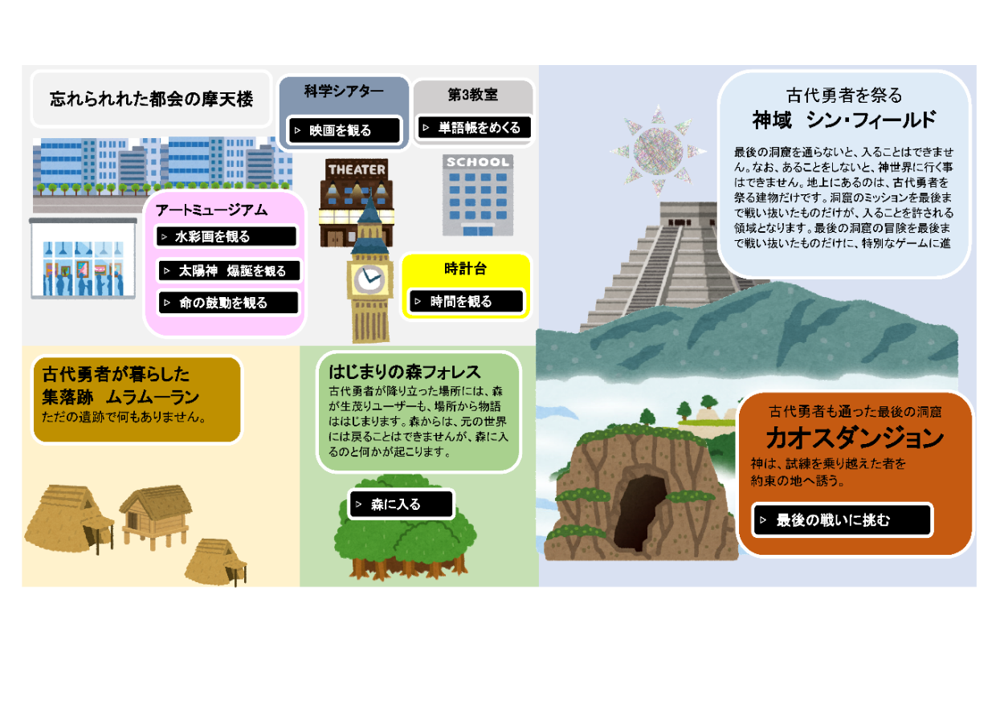 忘れられれた都会の摩天楼
科学シアター
▷ 映画を観る
第3教室
▷ 単語帳をめくる
THEATER
SCHOOL
アートミュージアム
▷ 水彩画を観る
▷ 太陽神 爆誕を観る
▷ 命の鼓動を観る
時計台
▷ 時間を観る
古代勇者を祭る
神域 シン・フィールド
最後の洞窟を通らないと、入ることはできませ
ん。なお、あることをしないと、神世界に行く事
はできません。地上にあるのは、古代勇者を
祭る建物だけです。洞窟のミッションを最後ま
で戦い抜いたものだけが、入ることを許される
領域となります。最後の洞窟の冒険を最後ま
で戦い抜いたものだけに、特別なゲームに進
古代勇者が暮らした
集落跡 ムラムーラン
ただの遺跡で何もありません。
はじまりの森フォレス
古代勇者が降り立った場所には、森
が生茂りユーザーも、場所から物語
ははじまります。森からは、元の世界
には戻ることはできませんが、森に入
るのと何かが起こります。
▷ 森に入る
古代勇者も通った最後の洞窟
カオスダンジョン
神は、試練を乗り越えた者を
約束の地へ誘う。
▷ 最後の戦いに挑む